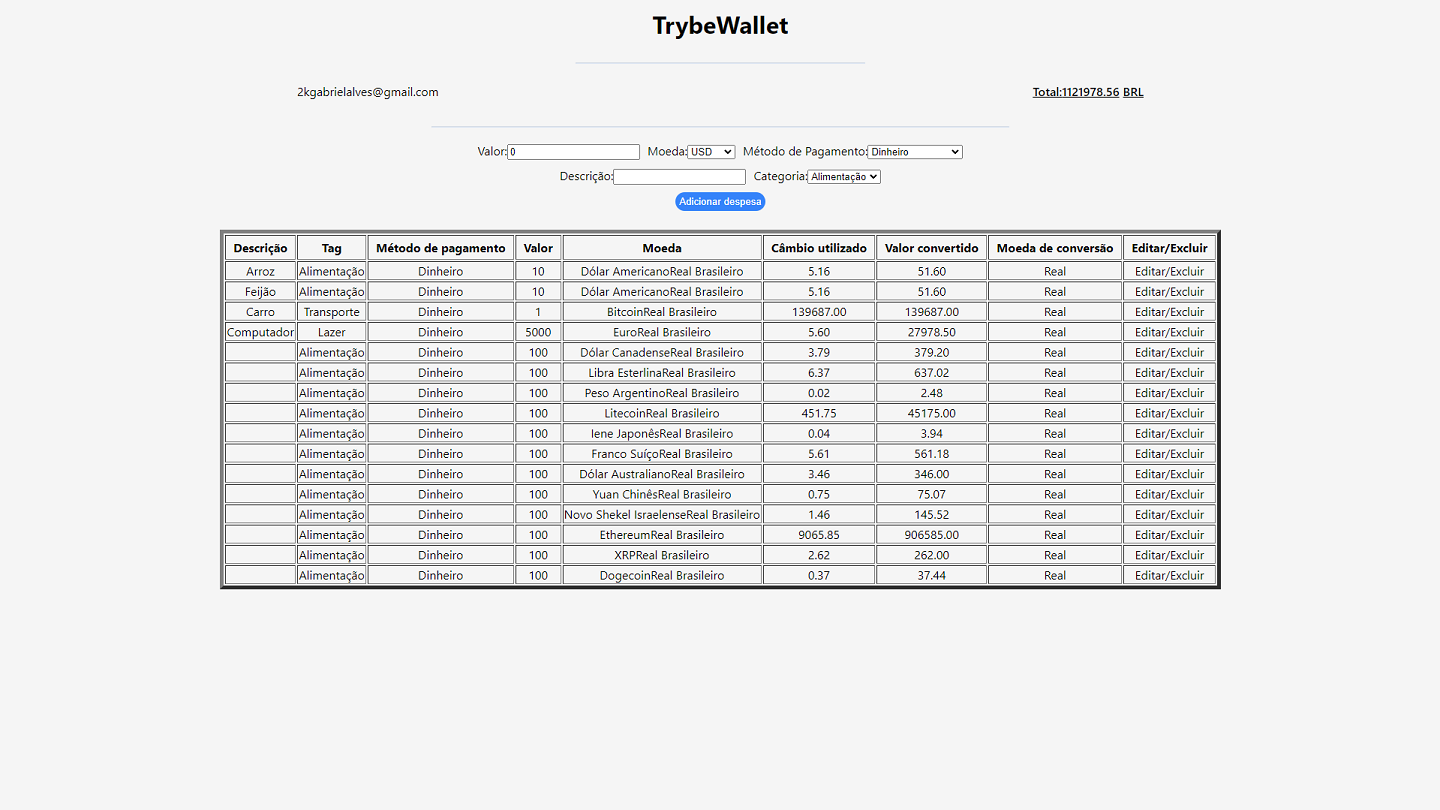 TrybeWallet
2kgabrielalves@gmail.com Total:1121978.56 BRL
Valor: 0 Moeda: USD Método de Pagamento: Dinheiro
Descrição: Categoria: Alimentação
Adicionar despesa
Descrição Tag Método de pagamento Valor Moeda Câmbio utilizado Valor convertido Moeda de conversão Editar/Excluir
Arroz Alimentação Dinheiro 10 Dólar AmericanoReal Brasileiro 5.16 51.60 Real Editar/Excluir
Feijão Alimentação Dinheiro 10 Dólar AmericanoReal Brasileiro 5.16 51.60 Real Editar/Excluir
Carro Transporte Dinheiro 1 BitcoinReal Brasileiro 139687.00 139687.00 Real Editar/Excluir
Computador Lazer Dinheiro 5000 EuroReal Brasileiro 5.60 27978.50 Real Editar/Excluir
Alimentação Dinheiro 100 Dólar CanadenseReal Brasileiro 3.79 379.20 Real Editar/Excluir
Alimentação Dinheiro 100 Libra EsterlinaReal Brasileiro 6.37 637.02 Real Editar/Excluir
Alimentação Dinheiro 100 Peso ArgentinoReal Brasileiro 0.02 2.48 Real Editar/Excluir
Alimentação Dinheiro 100 LitecoinReal Brasileiro 451.75 45175.00 Real Editar/Excluir
Alimentação Dinheiro 100 Iene JaponêsReal Brasileiro 0.04 3.94 Real Editar/Excluir
Alimentação Dinheiro 100 Franco SuíçoReal Brasileiro 5.61 561.18 Real Editar/Excluir
Alimentação Dinheiro 100 Dólar AustralianoReal Brasileiro 3.46 346.00 Real Editar/Excluir
Alimentação Dinheiro 100 Yuan ChinêsReal Brasileiro 0.75 75.07 Real Editar/Excluir
Alimentação Dinheiro 100 Novo Shekel IsraelenseReal Brasileiro 1.46 145.52 Real Editar/Excluir
Alimentação Dinheiro 100 EthereumReal Brasileiro 9065.85 906585.00 Real Editar/Excluir
Alimentação Dinheiro 100 XRPReal Brasileiro 2.62 262.00 Real Editar/Excluir
Alimentação Dinheiro 100 DogecoinReal Brasileiro 0.37 37.44 Real Editar/Excluir